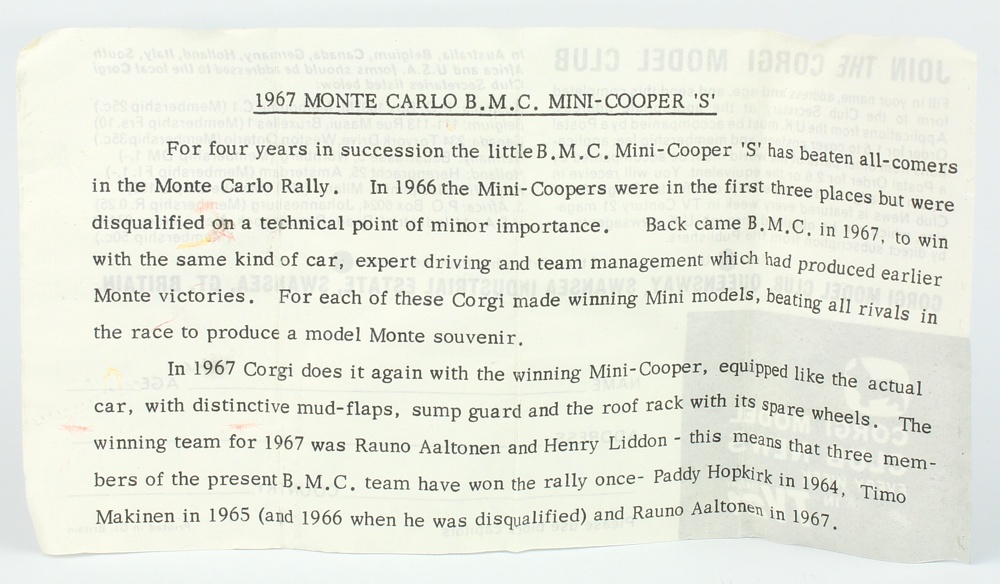 1967 MONTE CARLO B.M.C. MINI-COOPER 'S'
For four years in succession the little B.M.C. Mini-Cooper 'S' has beaten all-comers
in the Monte Carlo Rally. In 1966 the Mini-Coopers were in the first three places but were
disqualified on a technical point of minor importance.. Back came B.M.C. in 1967, to win
with the same kind of car, expert driving and team management which had produced earlier
Monte victories. For each of these Corgi made winning Mini models, beating all rivals in
the race to produce a model Monte souvenir.
In 1967 Corgi does it again with the winning Mini-Cooper, equipped like the actual
car, with distinctive mud-flaps, sump guard and the roof rack with its spare wheels. The
winning team for 1967 was Rauno Aaltonen and Henry Liddon - this means that three mem-
bers of the present B.M.C. team have won the rally once- Paddy Hopkirk in 1964, Timo
Makinen in 1965 (and 1966 when he was disqualified) and Rauno Aaltonen in 1967.